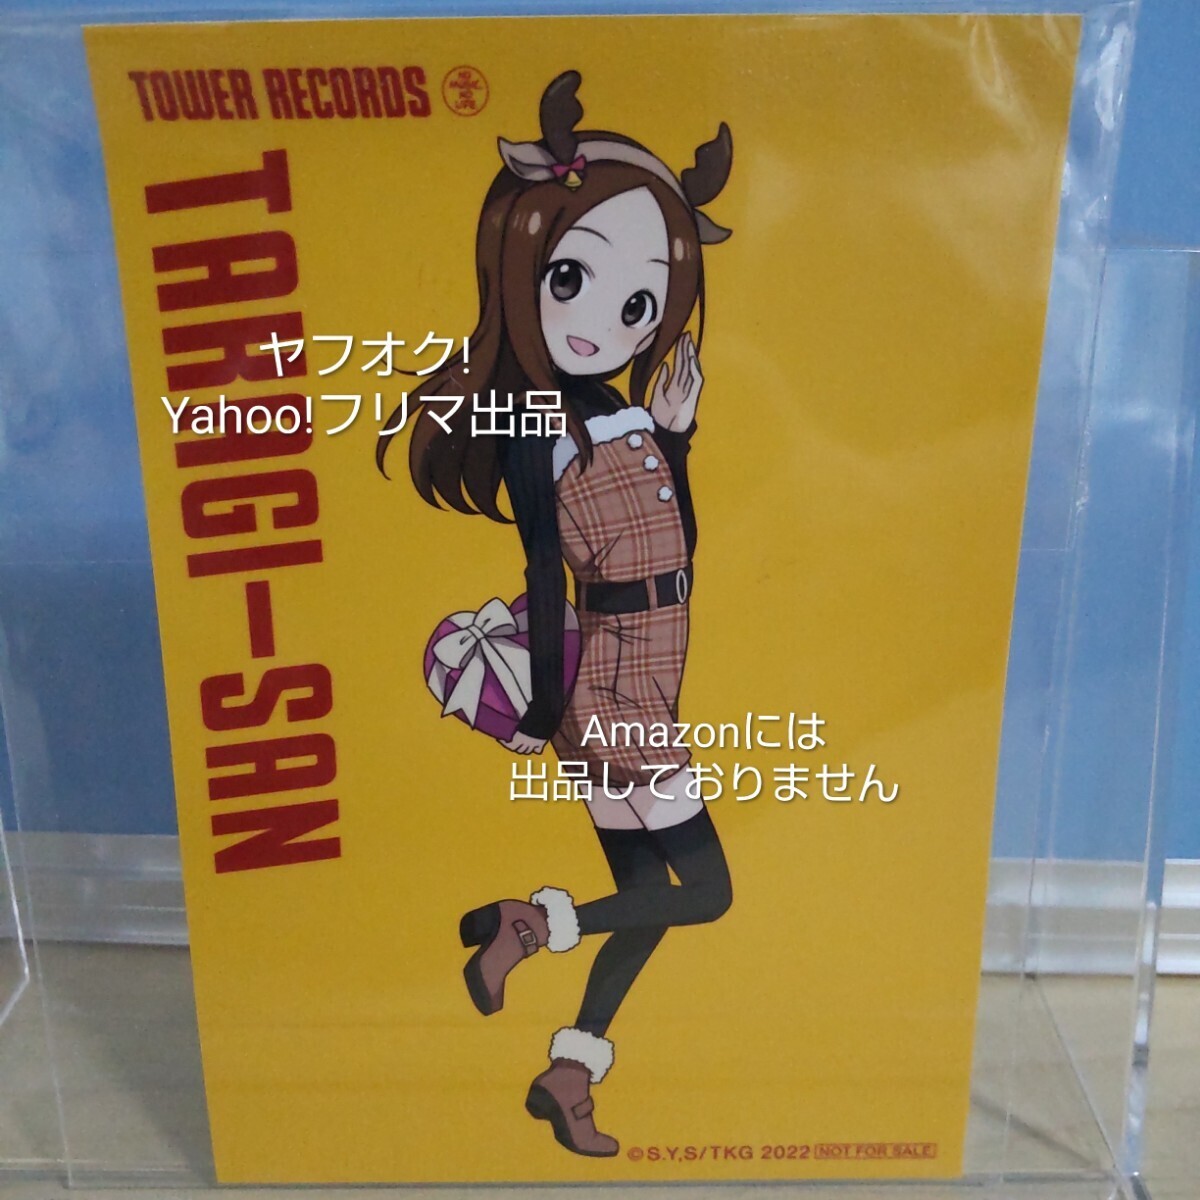 TOWER RECORDS
NO
MUSIC,
NO
LIFE
TAKAGI-SAN
ヤフオク!
Yahoo!フリマ出品
Amazonには
出品しておりません
©S.Y,S/TKG 2022 NOT FOR SALE